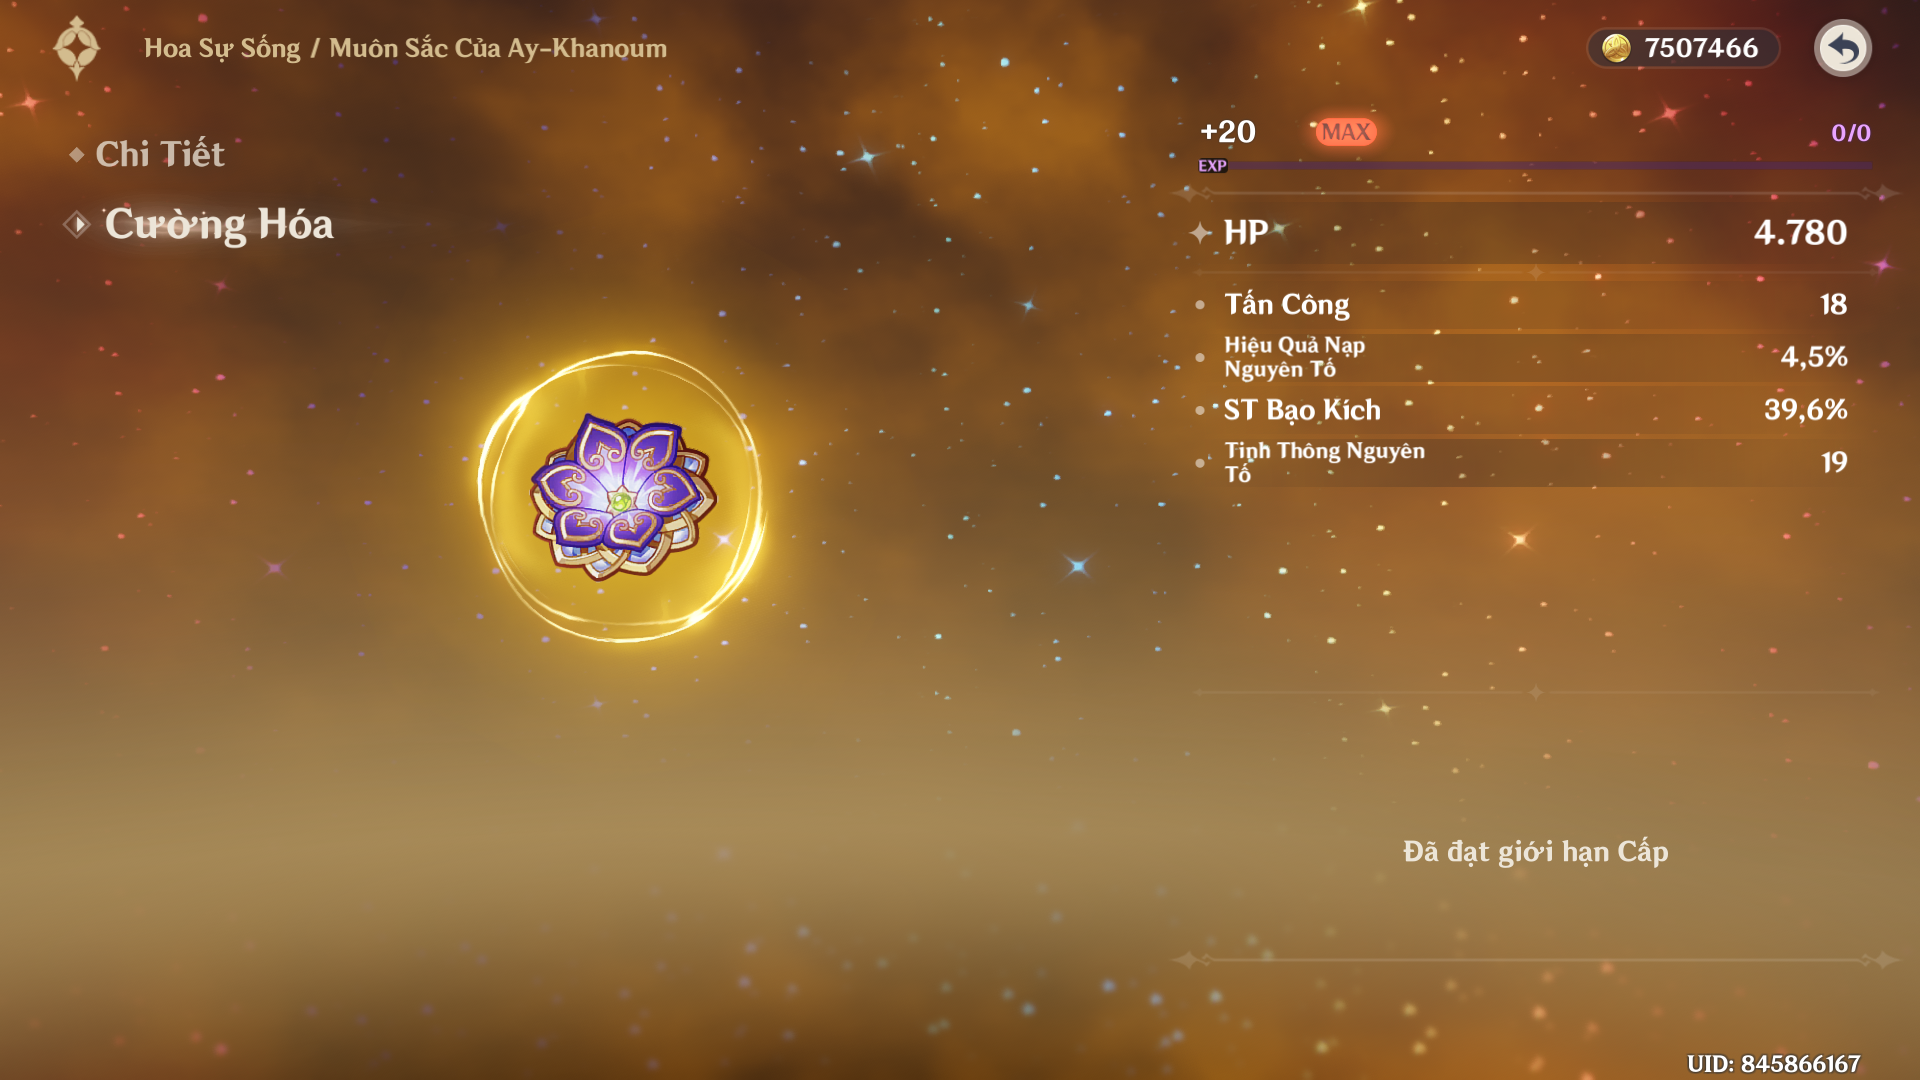 Hoa Sự Sống / Muôn Sắc Của Ay-Khanoum
7507466
Chi Tiết
Cường Hóa
+20 MAX 0/0
EXP
HP 4.780
Tấn Công 18
Hiệu Quả Nạp
Nguyên Tố 4,5%
ST Bạo Kích 39,6%
Tinh Thông Nguyên
Tố 19
Đã đạt giới hạn Cấp
UID: 845866167